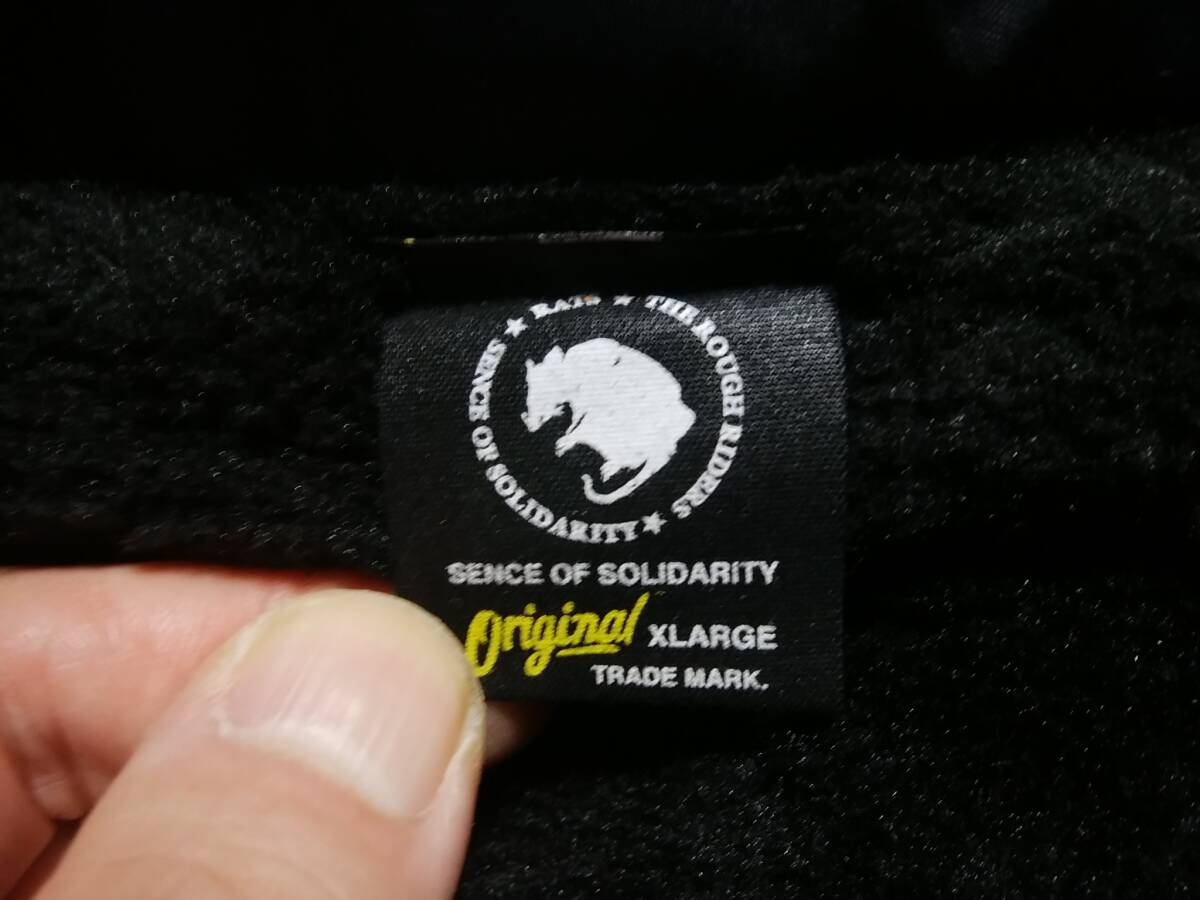 RATS ★ THE ROUGH RIDERS ★ SENCE OF SOLIDARITY ★
SENCE OF SOLIDARITY
Original XLARGE
TRADE MARK.